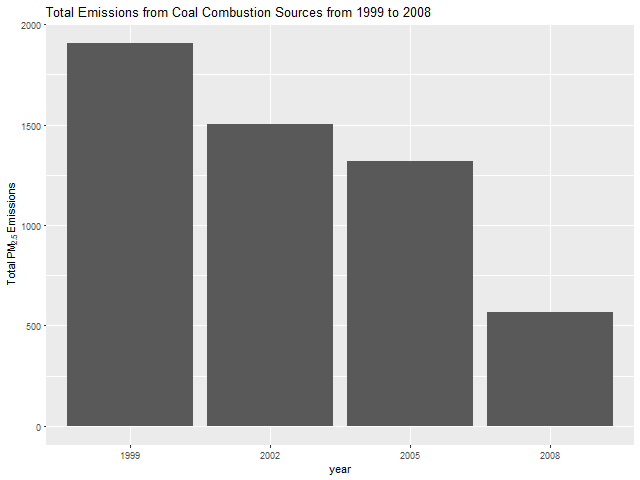 Total Emissions from Coal Combustion Sources from 1999 to 2008
2000
1500
1000
500
0
Total PM2.5 Emissions
1999 2002 2005 2008
year